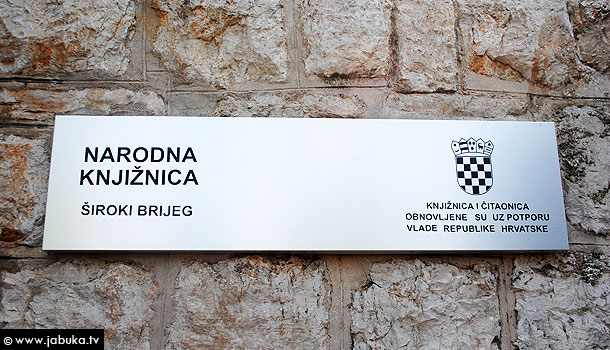 NARODNA
KNJIŽNICA
ŠIROKI BRIJEG
KNJIŽNICA I ČITAONICA
OBNOVLJENE SU UZ POTPORU
VLADE REPUBLIKE HRVATSKE
© www.jabuka.tv